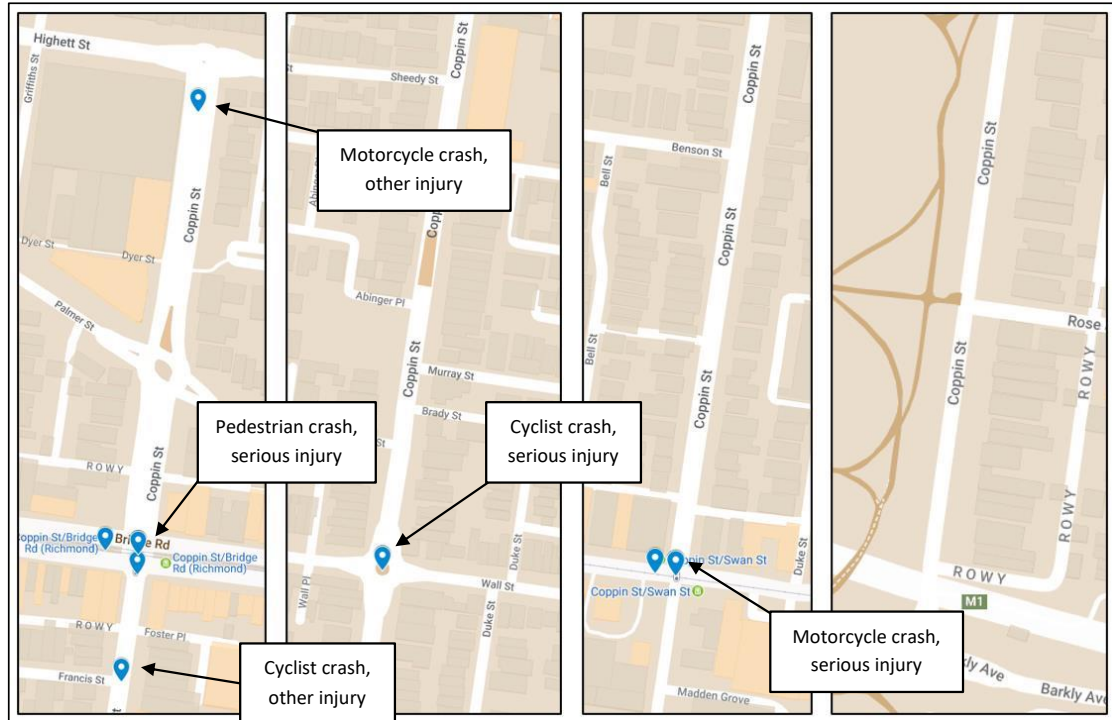 Highett St
Griffiths St
Coppin St
Dyer St
Dyer St
Palmer St
ROWY
Coppin St
Coppin St/Bridge
Rd (Richmond)
Coppin St/Bridge
Rd (Richmond)
ROWY
Foster Pl
Francis St
Sheedy St
Coppin St
Motorcycle crash,
other injury
Abinger Pl
Coppin St
Murray St
Brady St
Pedestrian crash,
serious injury
Cyclist crash,
serious injury
Wall Pl
Wall St
Duke St
Duke St
Cyclist crash,
other injury
Coppin St
Benson St
Bell St
Coppin St
Bell St
Coppin St
Coppin St/Swan St
Duke St
Motorcycle crash,
serious injury
Madden Grove
Coppin St
Rose
ROWY
Coppin St
ROWY
ROWY
M1
Barkly Ave